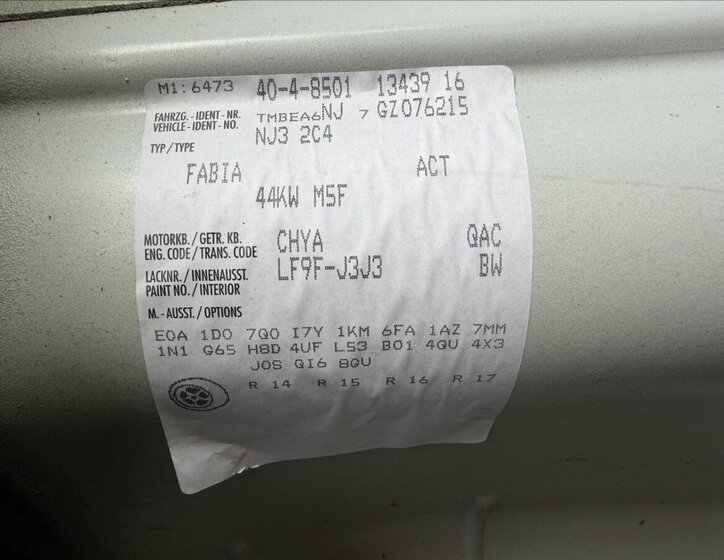 M1: 6473 40-4-8501 13439 16
FAHRZG. - IDENT - NR. TMBEA6NJ 7 GZ076215
VEHICLE - IDENT - NO.
TYP / TYPE NJ3 2C4
FABIA ACT
44KW M5F
MOTORKB. / GETR. KB. CHYA QAC
ENG. CODE / TRANS. CODE
LACKNR. / INNENAUSST. LF9F-J3J3 BW
PAINT NO. / INTERIOR
M. - AUSST. / OPTIONS
E0A 1D0 7Q0 I7Y 1KM 6FA 1AZ 7MM
1N1 G65 H8D 4UF L53 B01 4QU 4X3
J0S QI6 8GU
R 14 R 15 R 16 R 17